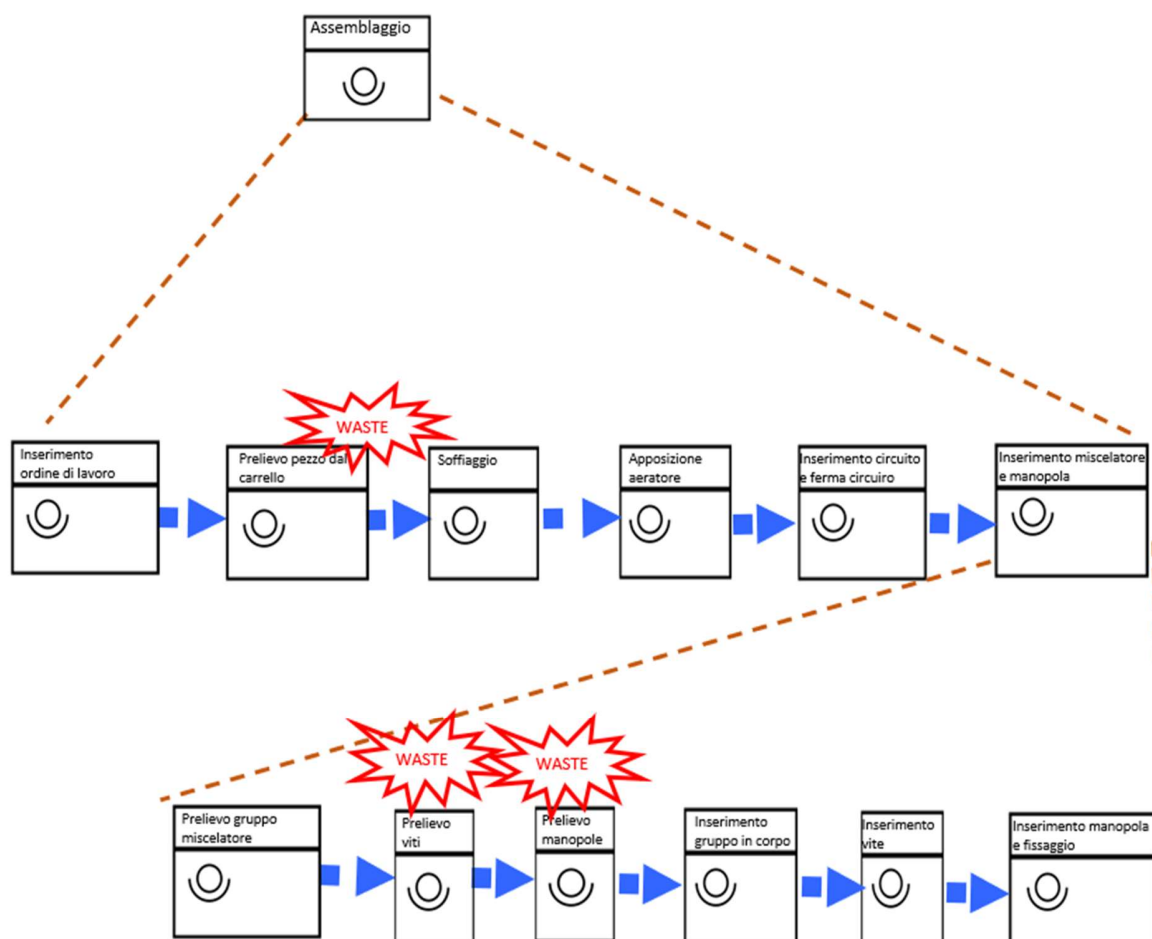 Assemblaggio
WASTE
Inserimento
ordine di lavoro
Prelievo pezzo dal
carrello
Soffiaggio
Apposizione
aeratore
Inserimento circuito
e ferma circuiro
Inserimento miscelatore
e manopola
WASTE
WASTE
Prelievo gruppo
miscelatore
Prelievo
viti
Prelievo
manopole
Inserimento
gruppo in corpo
Inserimento
vite
Inserimento manopola
e fissaggio